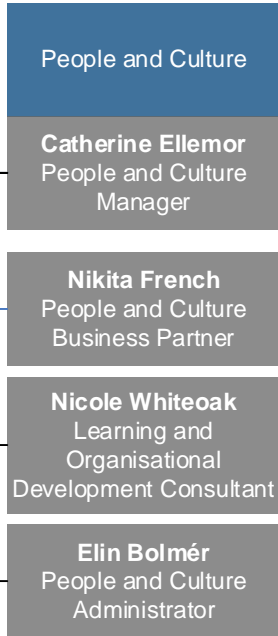 People and Culture
Catherine Ellemor
People and Culture
Manager
Nikita French
People and Culture
Business Partner
Nicole Whiteoak
Learning and
Organisational
Development Consultant
Elin Bolmér
People and Culture
Administrator